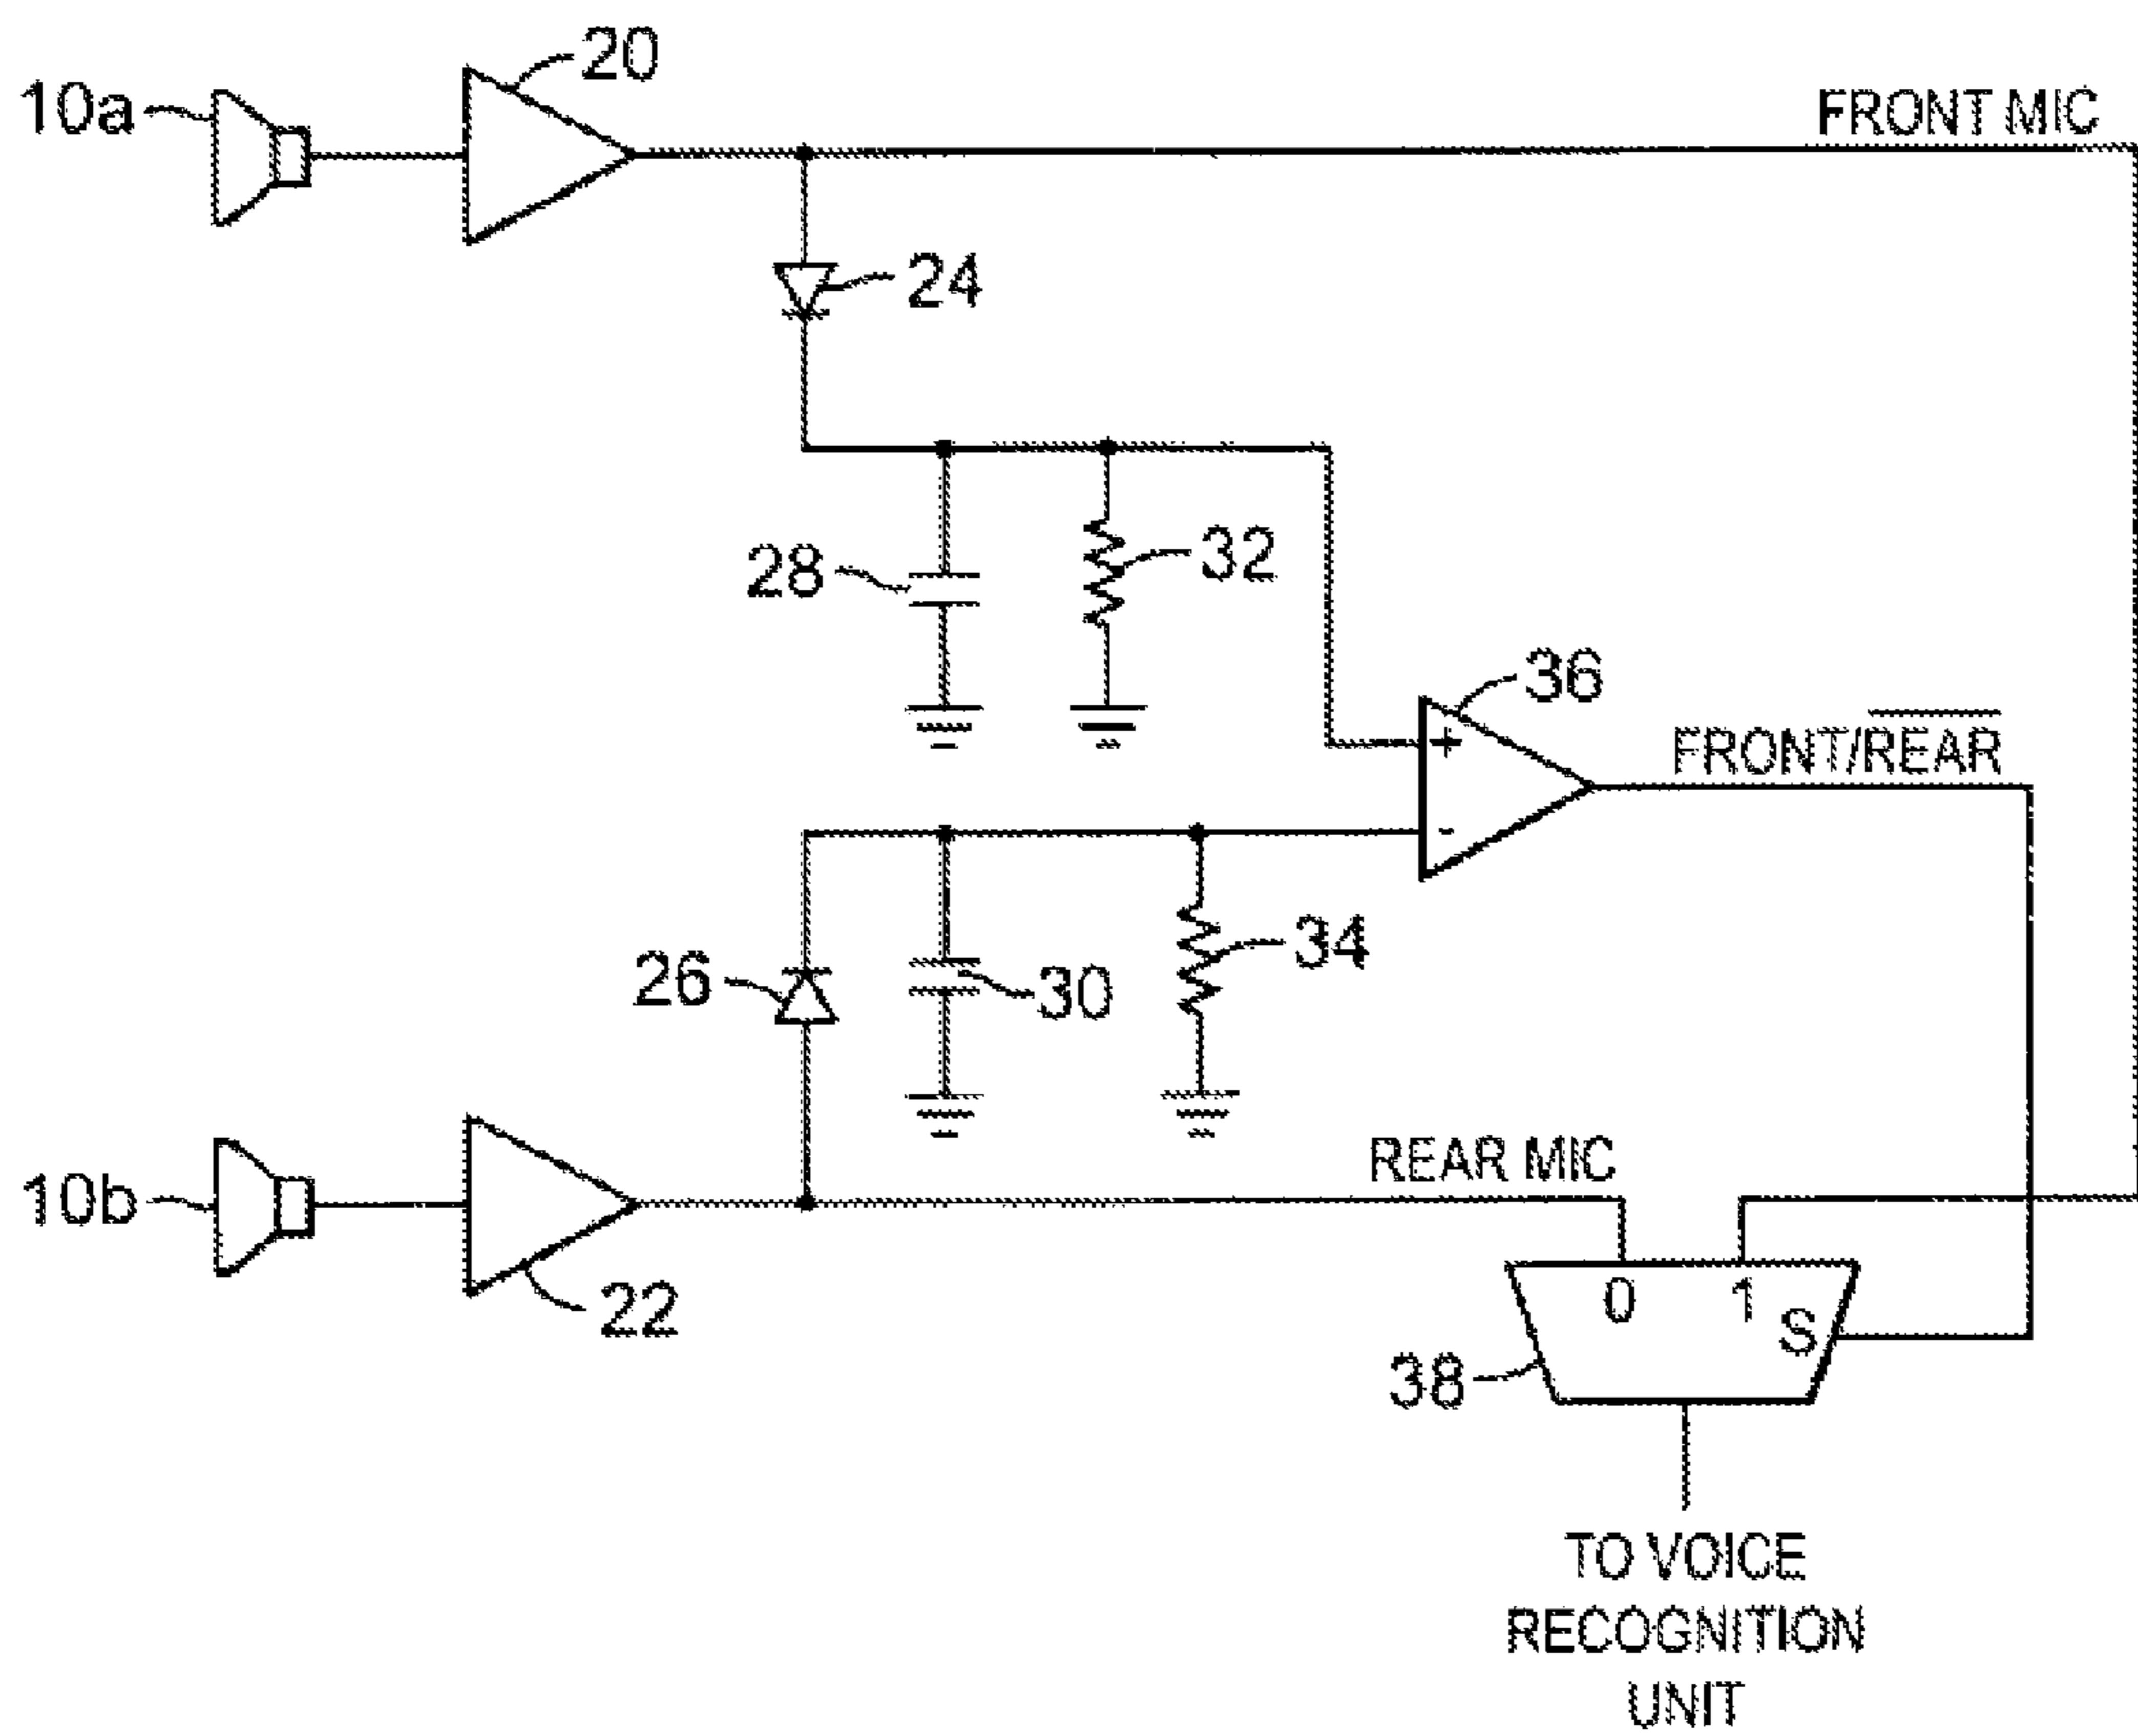 20
10a
FRONT MIC
24
28
32
36
+
FRONT/REAR
-
26
30
34
10b
REAR MIC
22
0 1
S
38
TO VOICE
RECOGNITION
UNIT